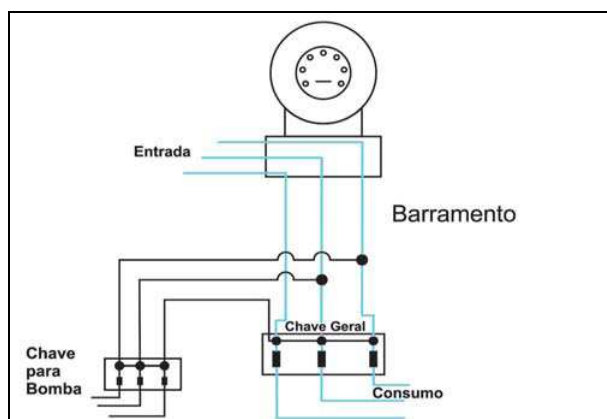 Entrada
Barramento
Chave Geral
Chave
para
Bomba
Consumo